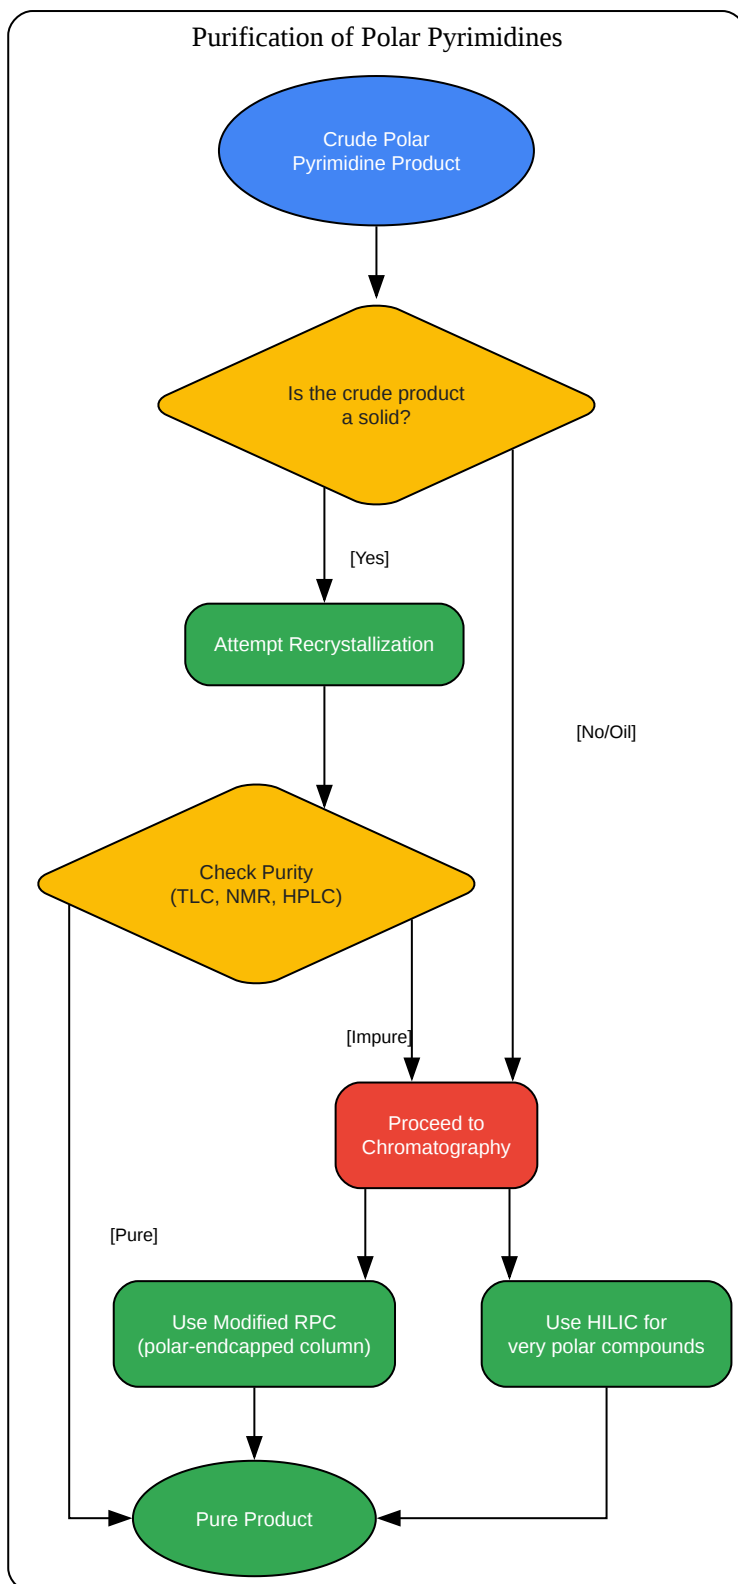 Purification of Polar Pyrimidines
Crude Polar
Pyrimidine Product
Is the crude product
a solid?
[Yes]
Attempt Recrystallization
[No/Oil]
Check Purity
(TLC, NMR, HPLC)
[Impure]
Proceed to
Chromatography
[Pure]
Use Modified RPC
(polar-endcapped column)
Use HILIC for
very polar compounds
Pure Product